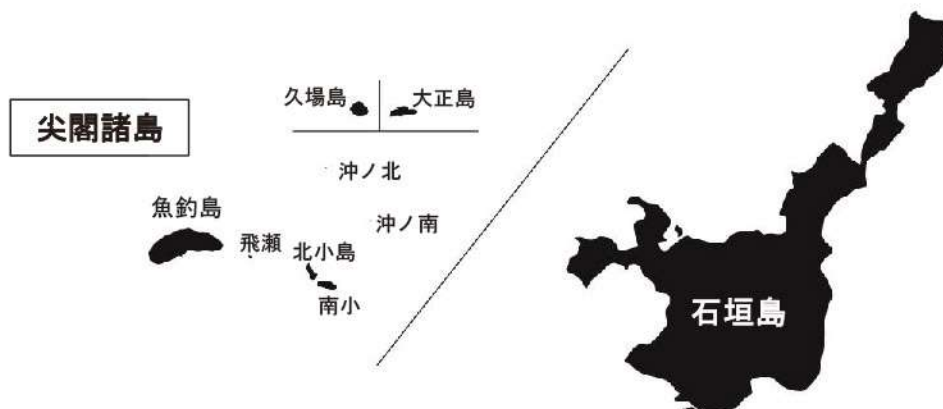 尖閣諸島
久場島
大正島
沖ノ北
沖ノ南
魚釣島
飛瀬
北小島
南小
石垣島